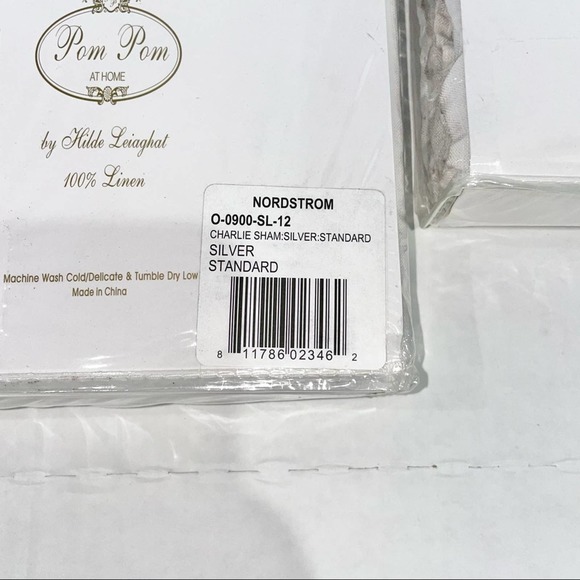 Pom Pom
AT HOME
by Hilde Leiaghat
100% Linen
Machine Wash Cold/Delicate & Tumble Dry Low
Made in China
NORDSTROM
O-0900-SL-12
CHARLIE SHAM:SILVER:STANDARD
SILVER
STANDARD
8 11786 02346 2